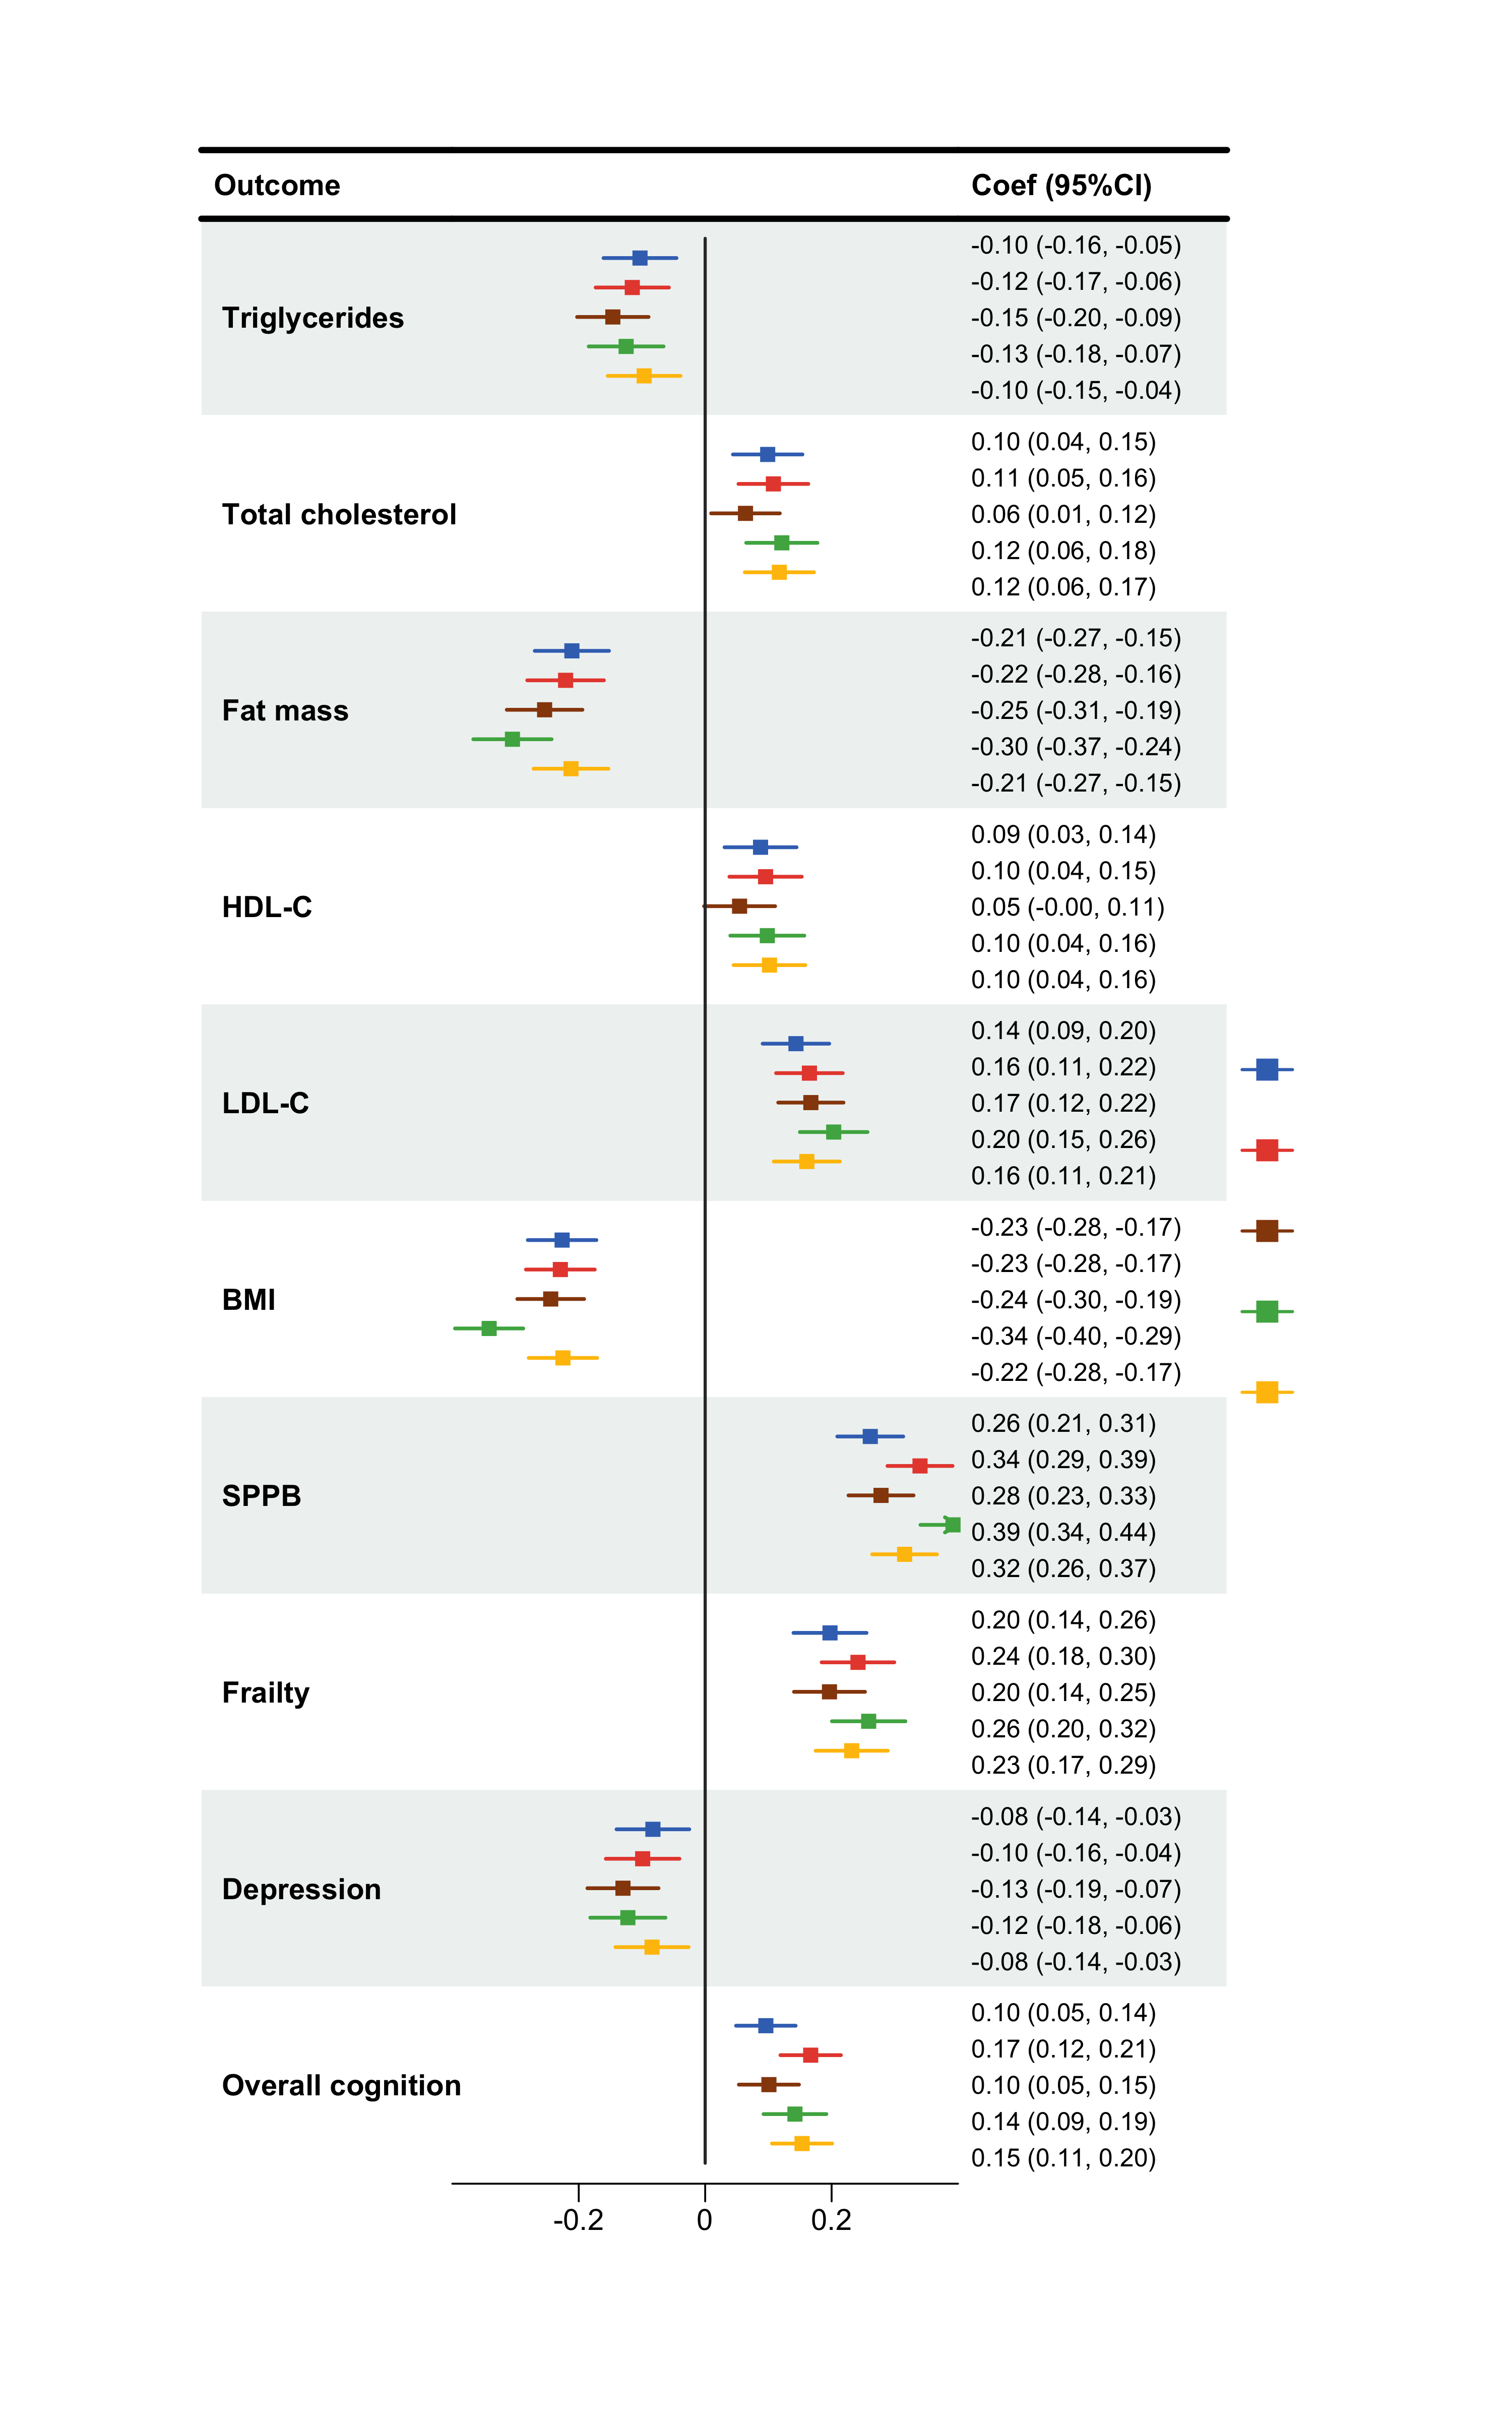 Outcome Coef (95%CI)
Triglycerides
-0.10 (-0.16, -0.05)
-0.12 (-0.17, -0.06)
-0.15 (-0.20, -0.09)
-0.13 (-0.18, -0.07)
-0.10 (-0.15, -0.04)
Total cholesterol
0.10 (0.04, 0.15)
0.11 (0.05, 0.16)
0.06 (0.01, 0.12)
0.12 (0.06, 0.18)
0.12 (0.06, 0.17)
Fat mass
-0.21 (-0.27, -0.15)
-0.22 (-0.28, -0.16)
-0.25 (-0.31, -0.19)
-0.30 (-0.37, -0.24)
-0.21 (-0.27, -0.15)
HDL-C
0.09 (0.03, 0.14)
0.10 (0.04, 0.15)
0.05 (-0.00, 0.11)
0.10 (0.04, 0.16)
0.10 (0.04, 0.16)
LDL-C
0.14 (0.09, 0.20)
0.16 (0.11, 0.22)
0.17 (0.12, 0.22)
0.20 (0.15, 0.26)
0.16 (0.11, 0.21)
BMI
-0.23 (-0.28, -0.17)
-0.23 (-0.28, -0.17)
-0.24 (-0.30, -0.19)
-0.34 (-0.40, -0.29)
-0.22 (-0.28, -0.17)
SPPB
0.26 (0.21, 0.31)
0.34 (0.29, 0.39)
0.28 (0.23, 0.33)
0.39 (0.34, 0.44)
0.32 (0.26, 0.37)
Frailty
0.20 (0.14, 0.26)
0.24 (0.18, 0.30)
0.20 (0.14, 0.25)
0.26 (0.20, 0.32)
0.23 (0.17, 0.29)
Depression
-0.08 (-0.14, -0.03)
-0.10 (-0.16, -0.04)
-0.13 (-0.19, -0.07)
-0.12 (-0.18, -0.06)
-0.08 (-0.14, -0.03)
Overall cognition
0.10 (0.05, 0.14)
0.17 (0.12, 0.21)
0.10 (0.05, 0.15)
0.14 (0.09, 0.19)
0.15 (0.11, 0.20)
-0.2 0 0.2